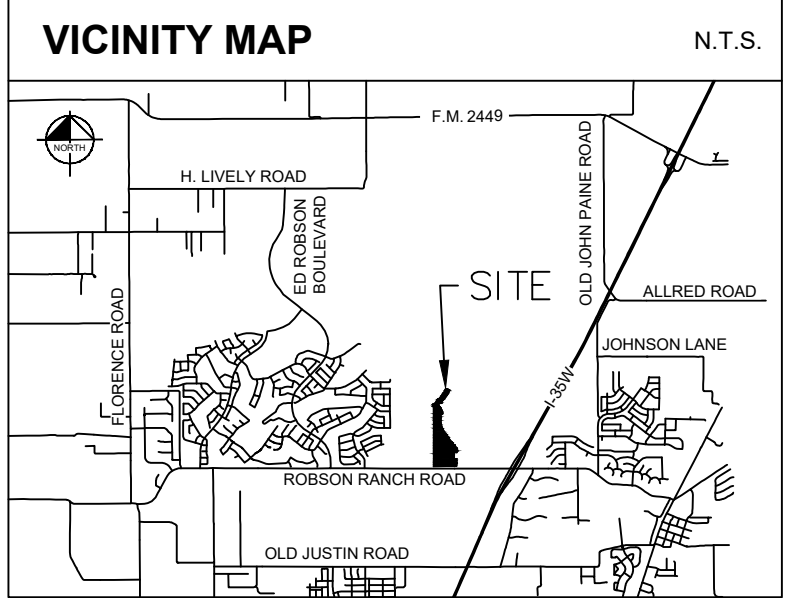 VICINITY MAP
N.T.S.
F.M. 2449
NORTH
H. LIVELY ROAD
OLD JOHN PAINE ROAD
ED ROBSON
BOULEVARD
SITE
ALLRED ROAD
FLORENCE ROAD
JOHNSON LANE
I-35W
ROBSON RANCH ROAD
OLD JUSTIN ROAD